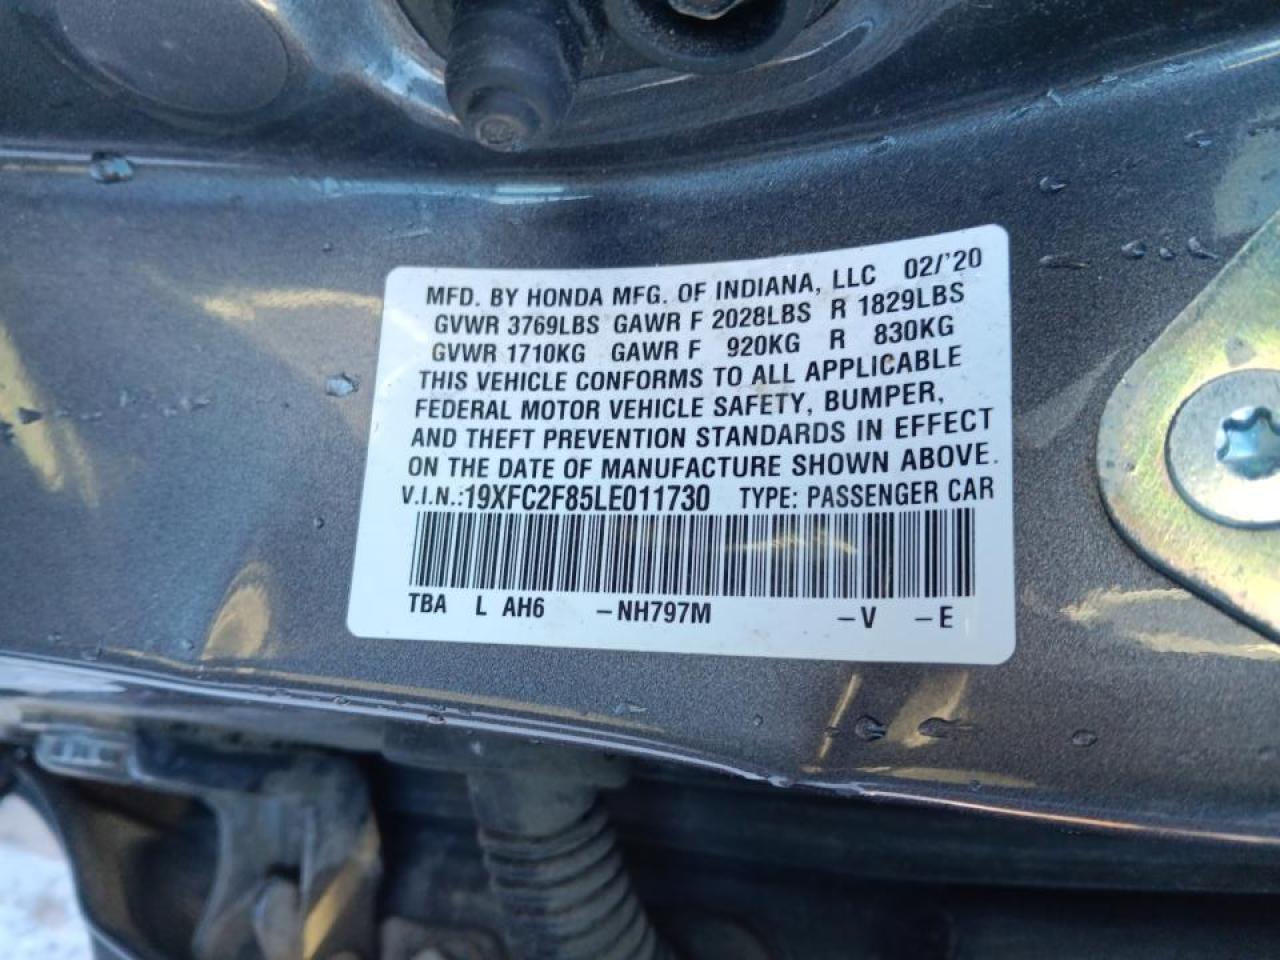 MFD. BY HONDA MFG. OF INDIANA, LLC 02/'20
GVWR 3769LBS GAWR F 2028LBS R 1829LBS
GVWR 1710KG GAWR F 920KG R 830KG
THIS VEHICLE CONFORMS TO ALL APPLICABLE
FEDERAL MOTOR VEHICLE SAFETY, BUMPER,
AND THEFT PREVENTION STANDARDS IN EFFECT
ON THE DATE OF MANUFACTURE SHOWN ABOVE.
V.I.N.:19XFC2F85LE011730 TYPE: PASSENGER CAR
TBA L AH6 –NH797M –V –E